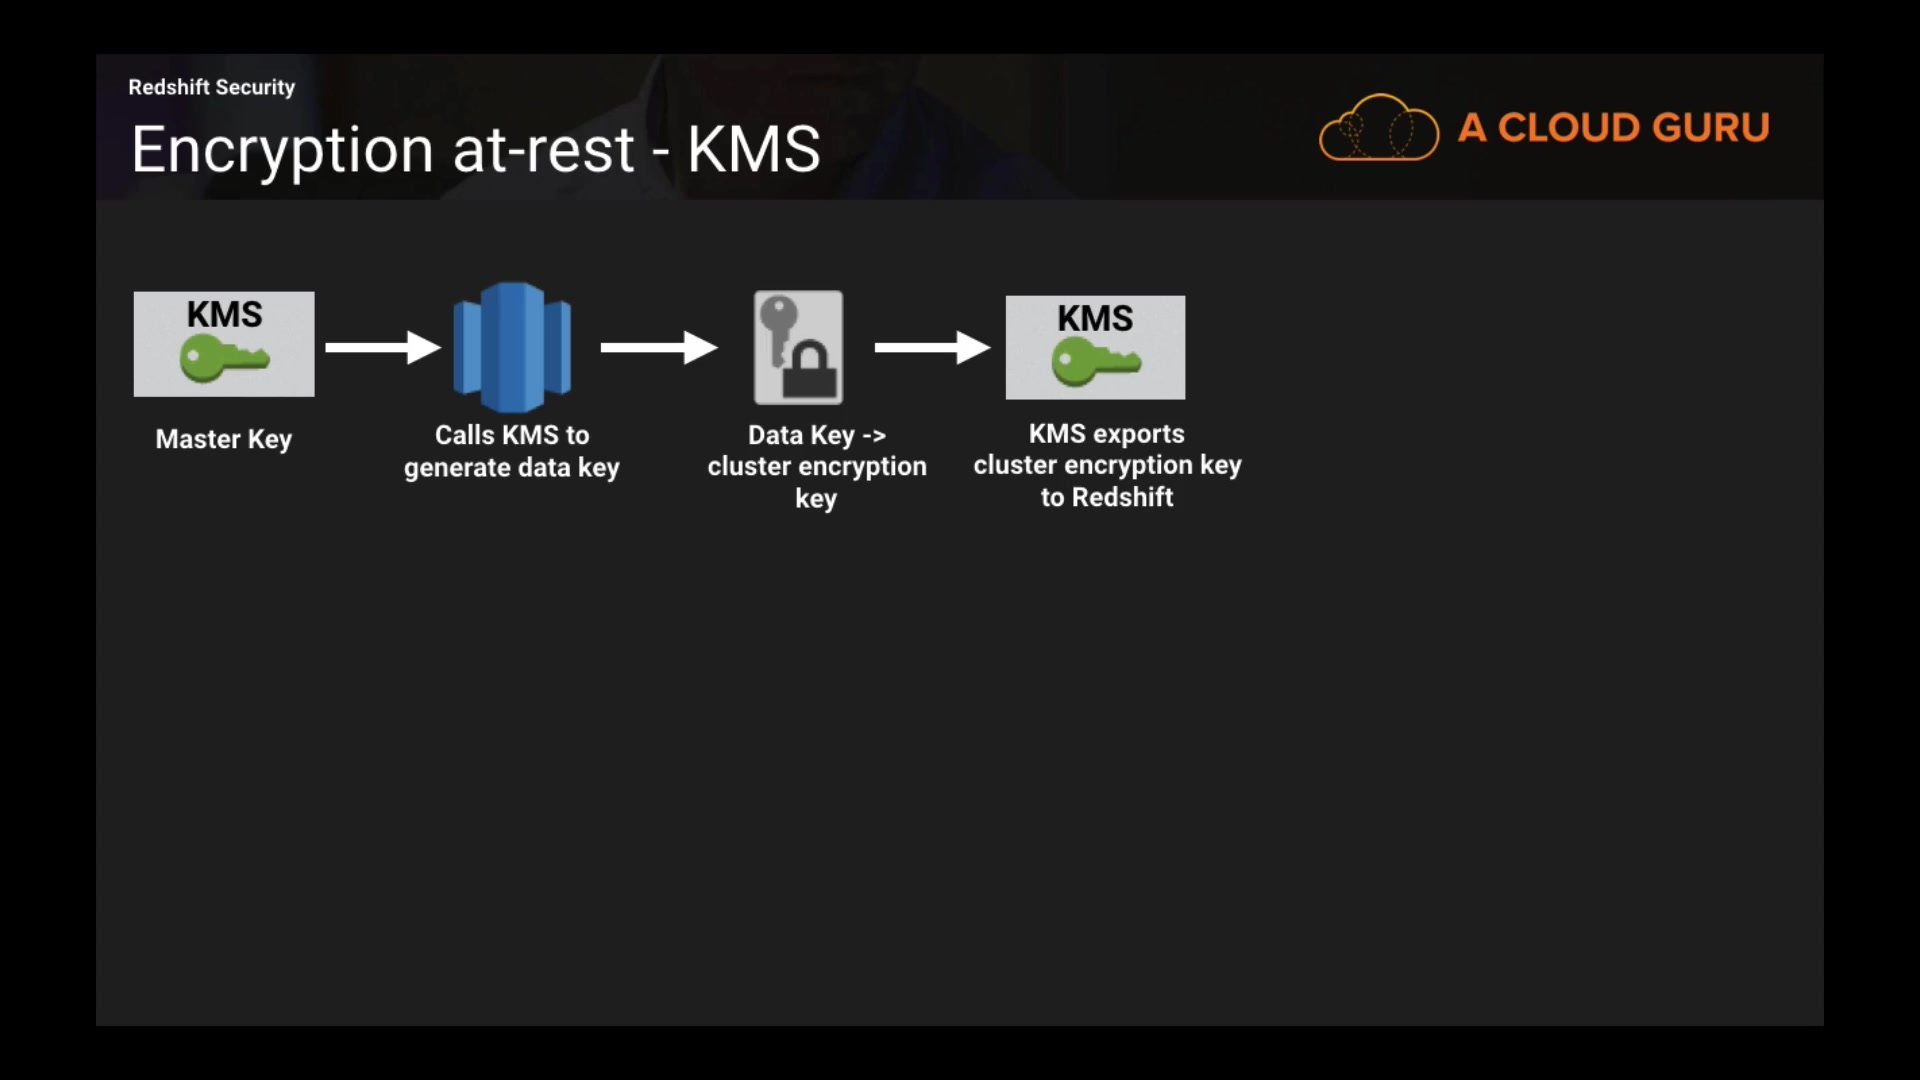 Redshift Security
Encryption at-rest - KMS
A CLOUD GURU
KMS
Master Key
Calls KMS to
generate data key
Data Key ->
cluster encryption
key
KMS
KMS exports
cluster encryption key
to Redshift